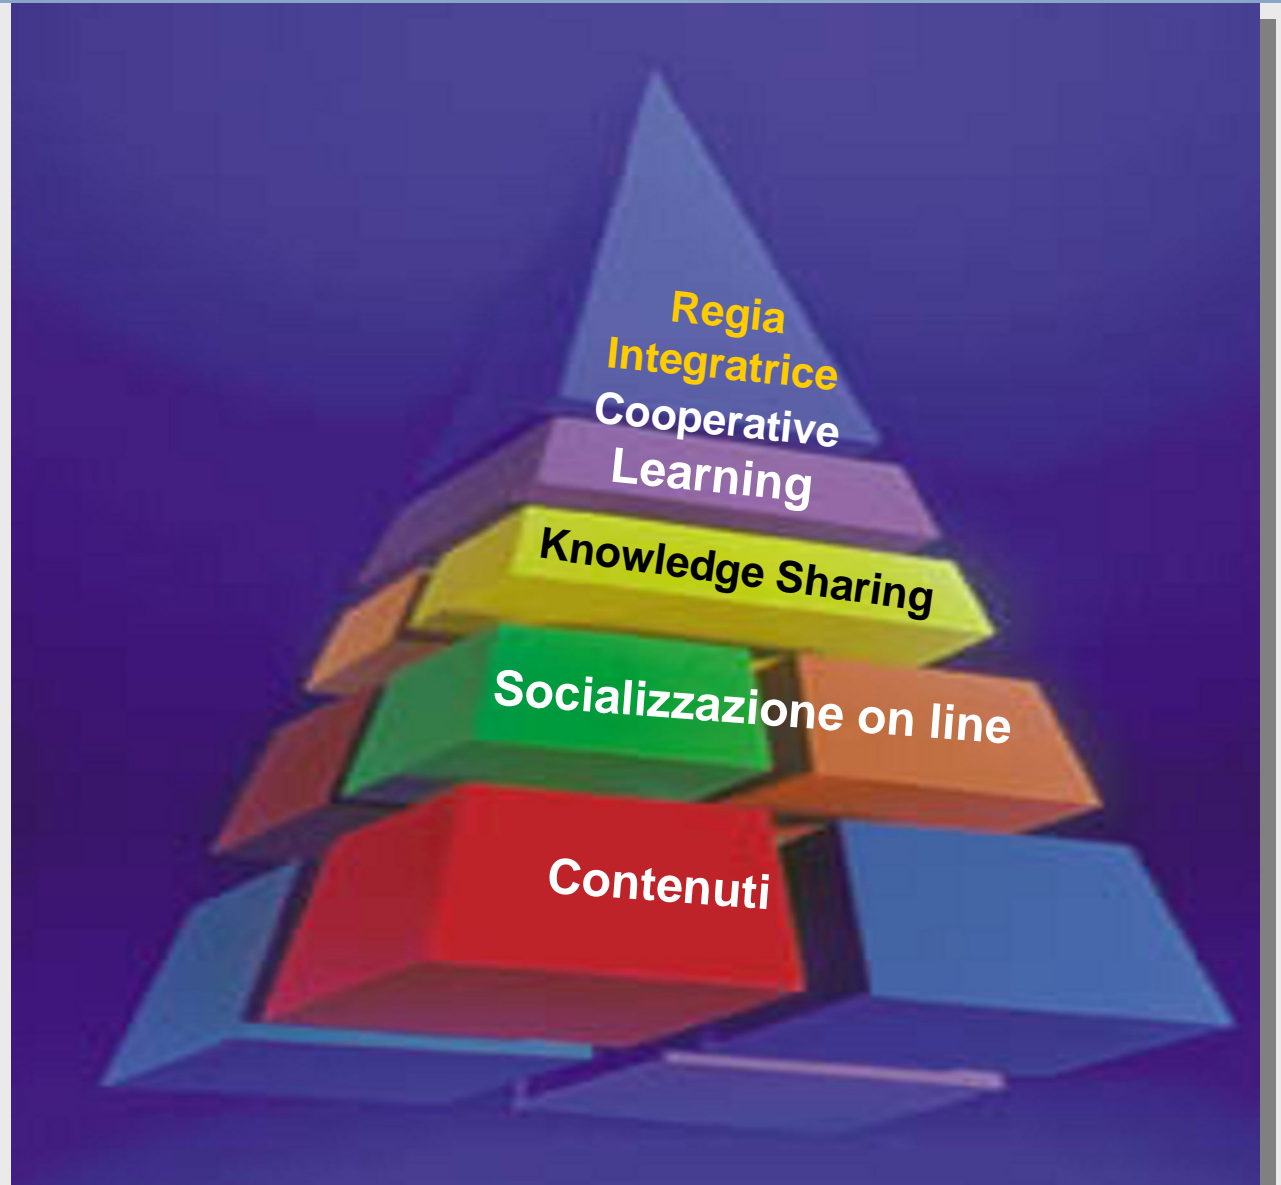 Regia
Integratrice
Cooperative
Learning
Knowledge Sharing
Socializzazione on line
Contenuti